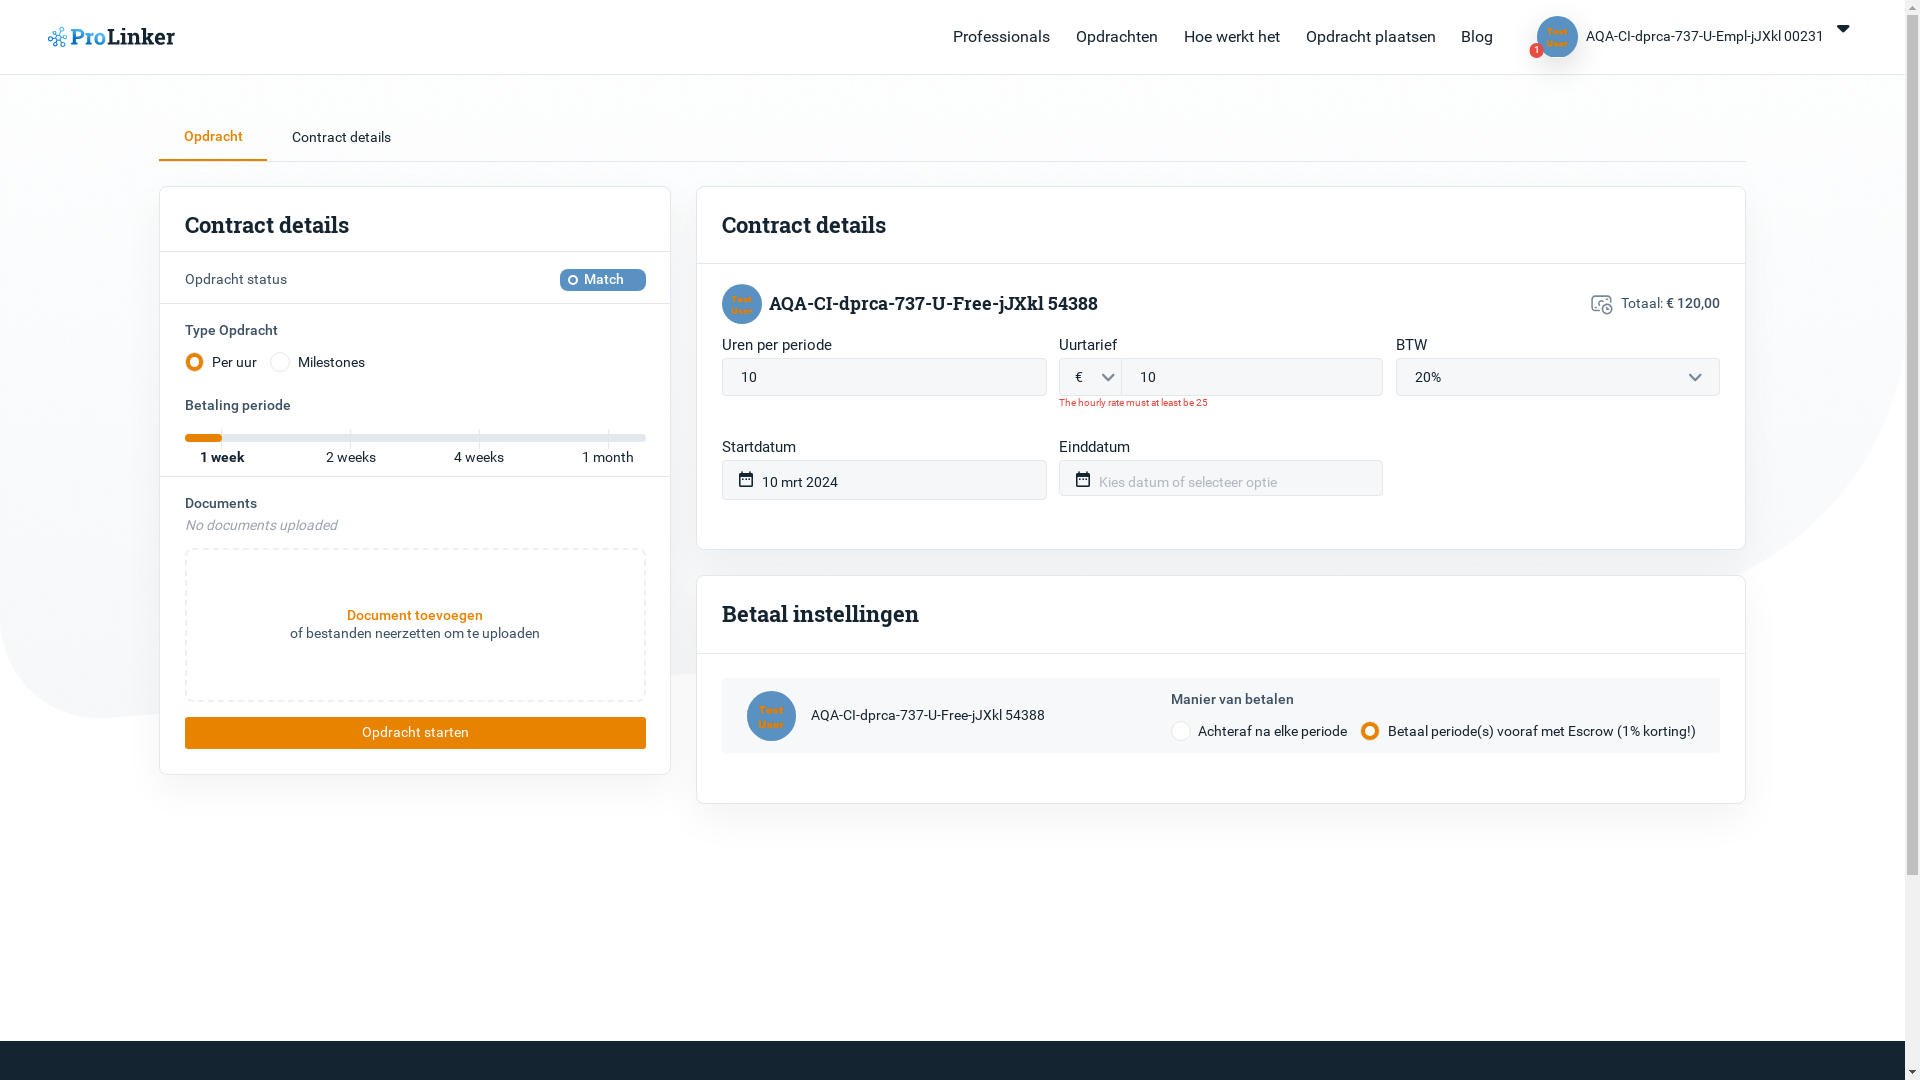 ProLinker
Professionals Opdrachten Hoe werkt het Opdracht plaatsen Blog
Test User
1
AQA-CI-dprca-737-U-Empl-jJXkl 00231
Opdracht Contract details
Contract details
Opdracht status Match
Type Opdracht
Per uur Milestones
Betaling periode
1 week 2 weeks 4 weeks 1 month
Documents
No documents uploaded
Document toevoegen
of bestanden neerzetten om te uploaden
Opdracht starten
Contract details
Test User
AQA-CI-dprca-737-U-Free-jJXkl 54388
Totaal: € 120,00
Uren per periode Uurtarief BTW
10 € 10 20%
The hourly rate must at least be 25
Startdatum Einddatum
10 mrt 2024 Kies datum of selecteer optie
Betaal instellingen
Test User
AQA-CI-dprca-737-U-Free-jJXkl 54388
Manier van betalen
Achteraf na elke periode Betaal periode(s) vooraf met Escrow (1% korting!)